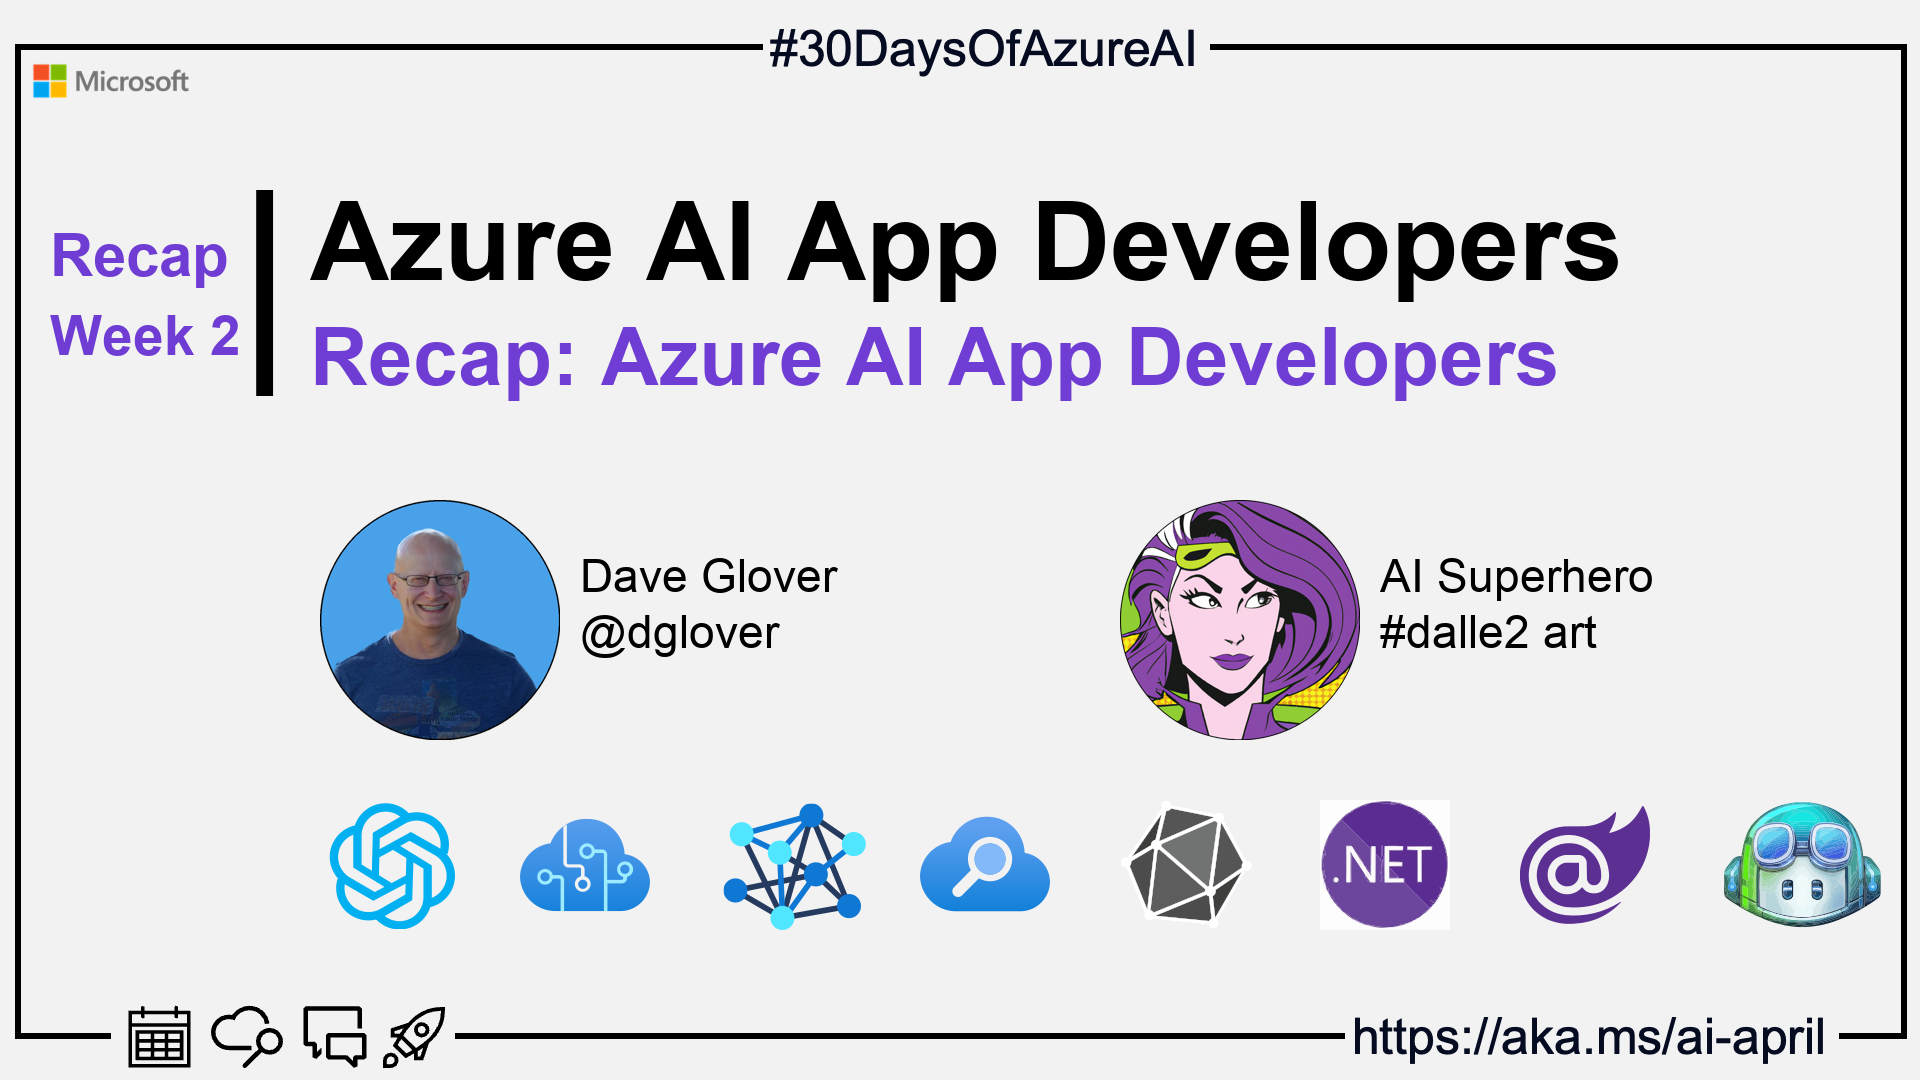 #30DaysOfAzureAI
Microsoft
Recap
Week 2
Azure AI App Developers
Recap: Azure AI App Developers
Dave Glover
@dglover
AI Superhero
#dalle2 art
.NET
@
https://aka.ms/ai-april